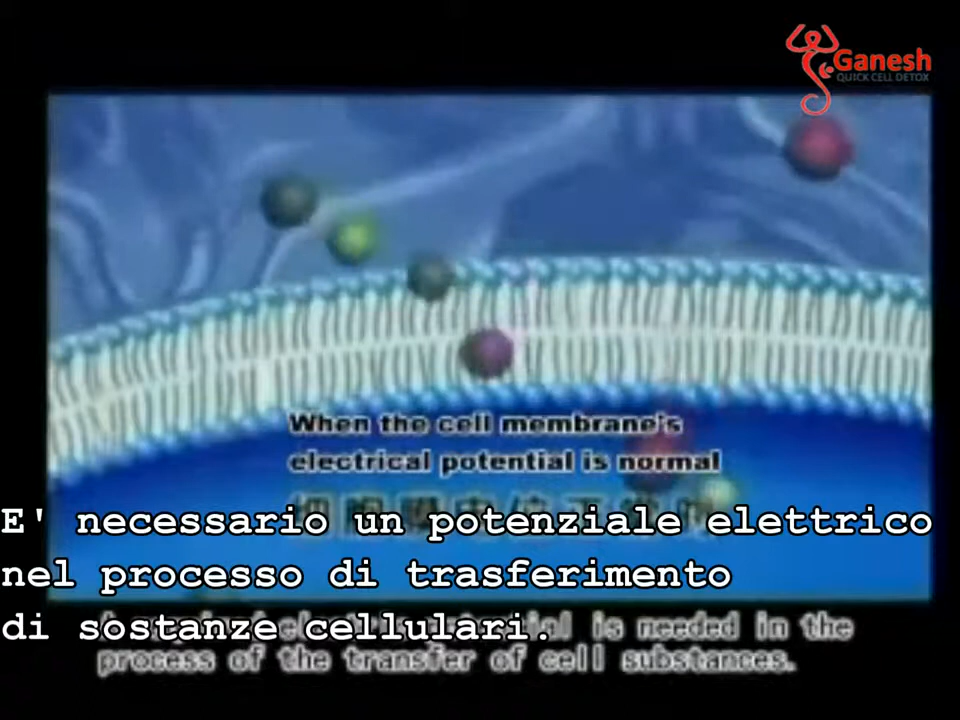 Ganesh
QUICK CELL DETOX
When the cell membrane's
electrical potential is normal
E' necessario un potenziale elettrico
nel processo di trasferimento
di sostanze cellulari.
is needed in the
process of the transfer of cell substances.